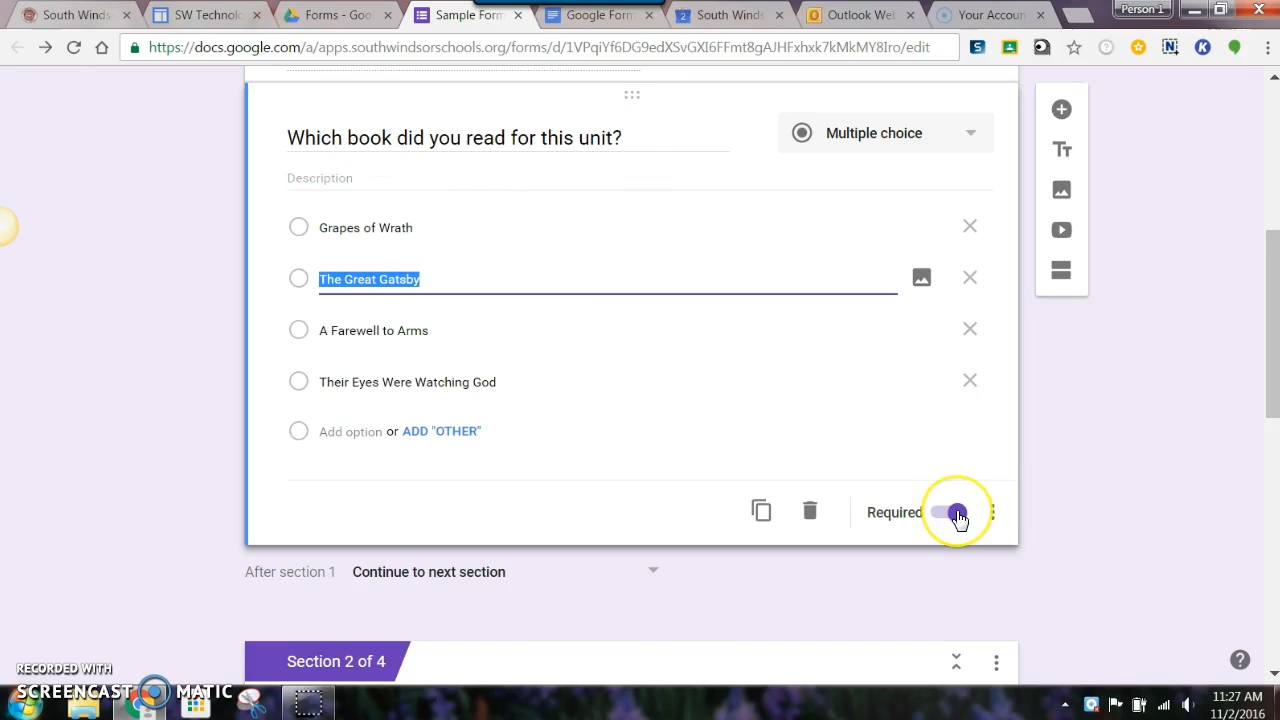 Person 1
South Winds
SW Technolo
Forms - Goo
Sample Form
Google Form
South Windi
Outlook We
Your Accoun
https://docs.google.com/a/apps.southwindsorschools.org/forms/d/1VPqiYf6DG9edXSvGXI6FFmt8gAJHFxhxk7kMkMY8Iro/edit
Which book did you read for this unit?
Multiple choice
Description
Grapes of Wrath
The Great Gatsby
A Farewell to Arms
Their Eyes Were Watching God
Add option or ADD "OTHER"
Required
After section 1 Continue to next section
Section 2 of 4
RECORDED WITH
SCREENCAST MATIC
11:27 AM
11/2/2016